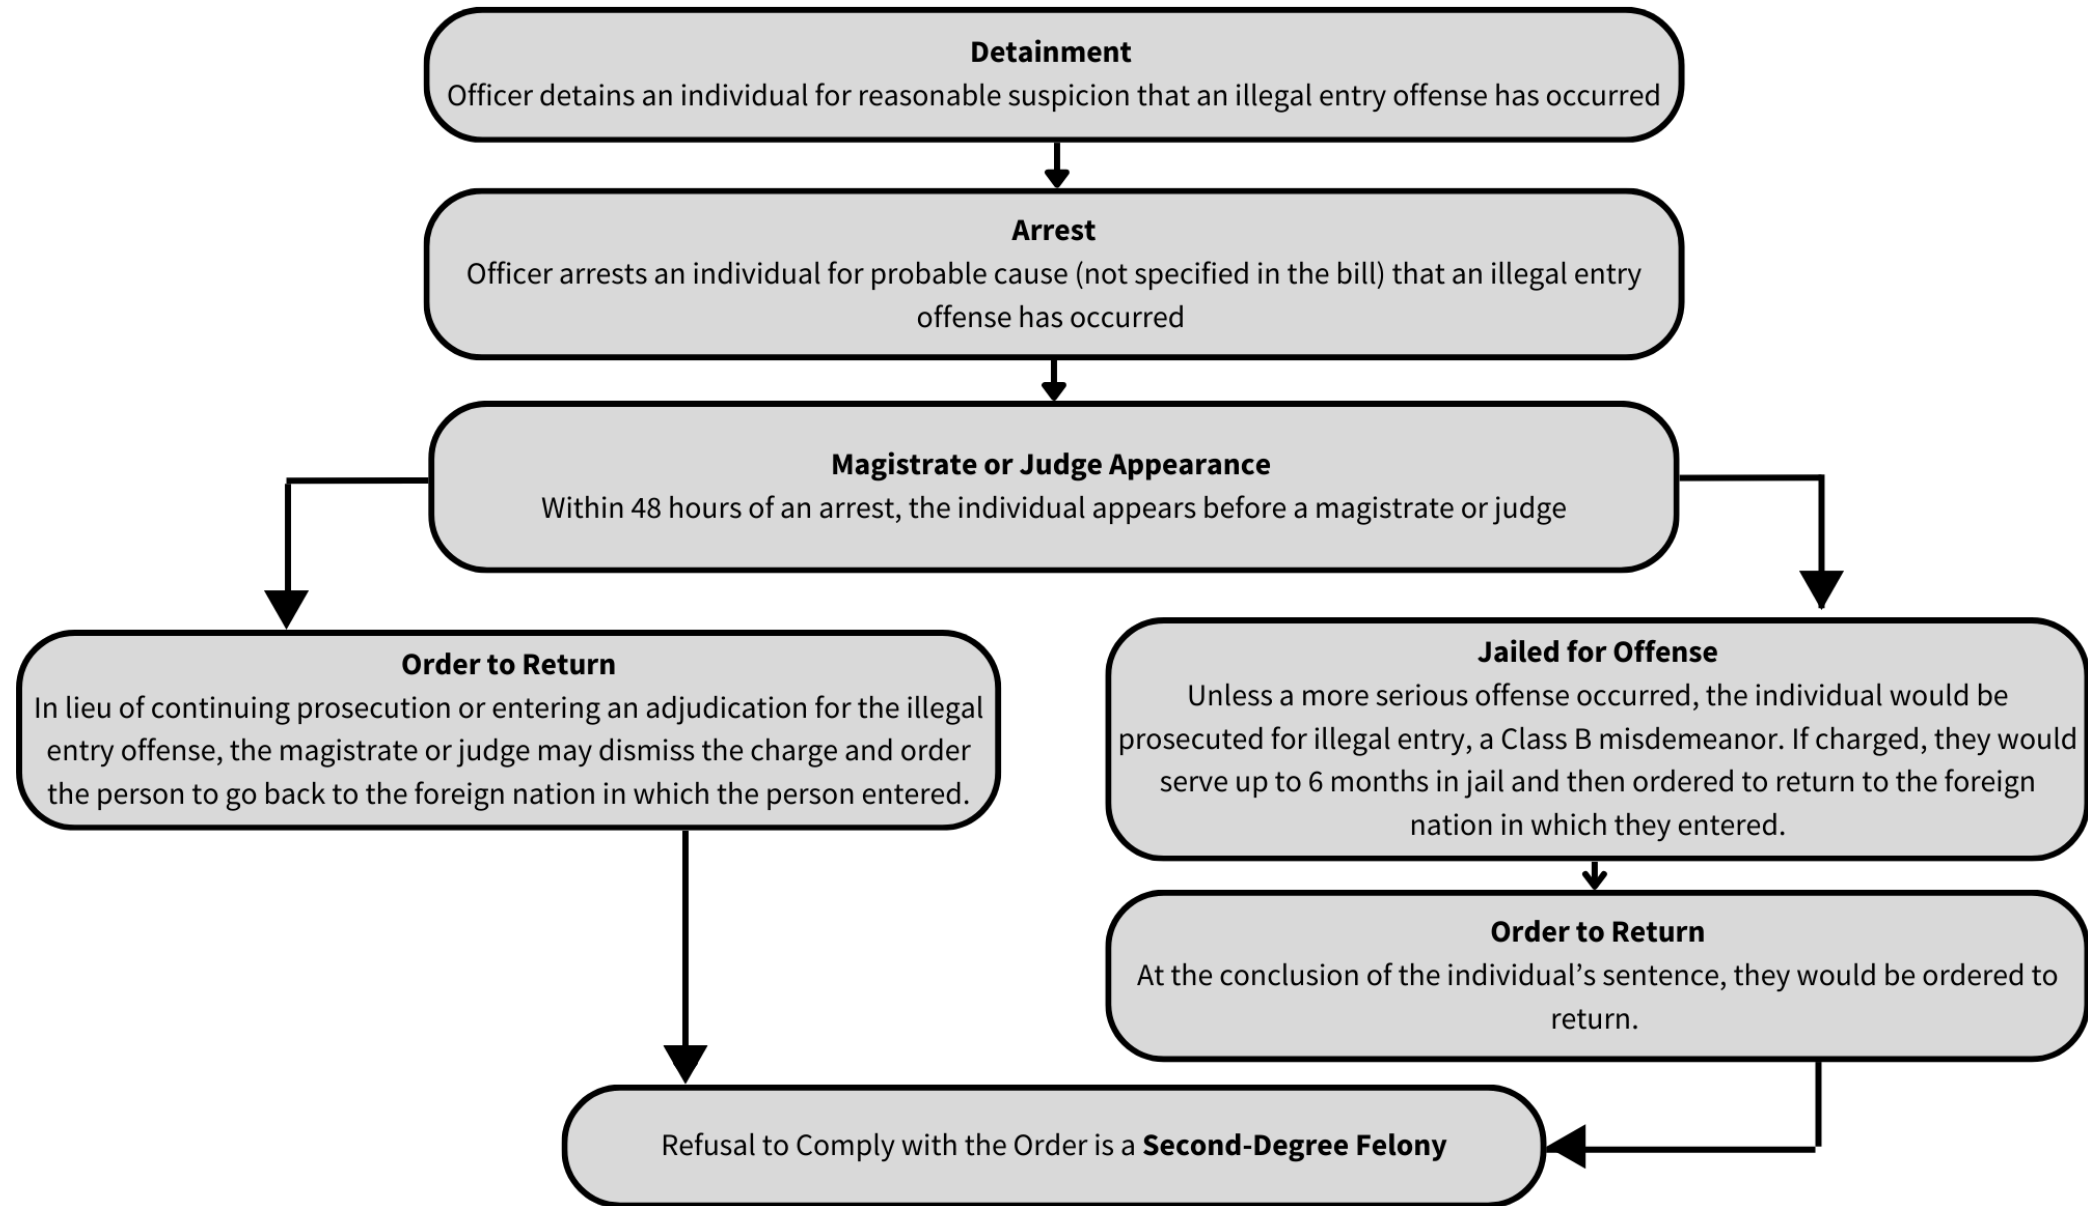 Detainment
Officer detains an individual for reasonable suspicion that an illegal entry offense has occurred
Arrest
Officer arrests an individual for probable cause (not specified in the bill) that an illegal entry
offense has occurred
Magistrate or Judge Appearance
Within 48 hours of an arrest, the individual appears before a magistrate or judge
Order to Return
In lieu of continuing prosecution or entering an adjudication for the illegal
entry offense, the magistrate or judge may dismiss the charge and order
the person to go back to the foreign nation in which the person entered.
Jailed for Offense
Unless a more serious offense occurred, the individual would be
prosecuted for illegal entry, a Class B misdemeanor. If charged, they would
serve up to 6 months in jail and then ordered to return to the foreign
nation in which they entered.
Order to Return
At the conclusion of the individual’s sentence, they would be ordered to
return.
Refusal to Comply with the Order is a Second-Degree Felony